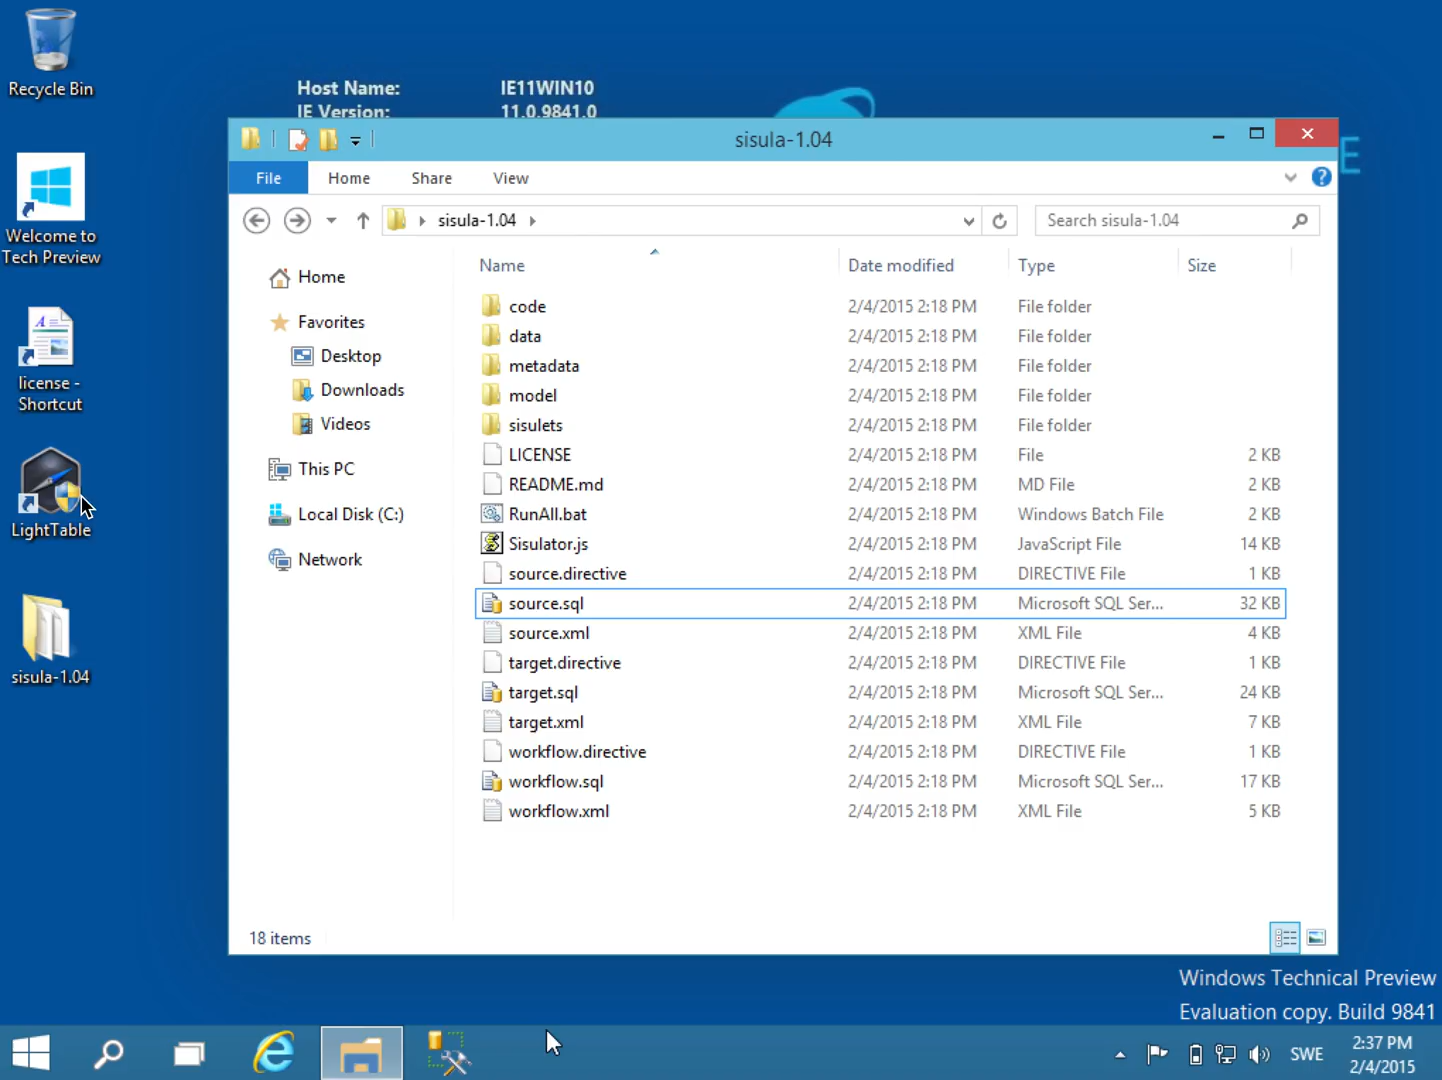 Recycle Bin
Host Name: IE11WIN10
IE Version: 11.0.9841.0
sisula-1.04
File Home Share View
sisula-1.04
Search sisula-1.04
Name Date modified Type Size
Home
Favorites
Desktop
Downloads
Videos
This PC
Local Disk (C:)
Network
code 2/4/2015 2:18 PM File folder
data 2/4/2015 2:18 PM File folder
metadata 2/4/2015 2:18 PM File folder
model 2/4/2015 2:18 PM File folder
sisulets 2/4/2015 2:18 PM File folder
LICENSE 2/4/2015 2:18 PM File 2 KB
README.md 2/4/2015 2:18 PM MD File 2 KB
RunAll.bat 2/4/2015 2:18 PM Windows Batch File 2 KB
Sisulator.js 2/4/2015 2:18 PM JavaScript File 14 KB
source.directive 2/4/2015 2:18 PM DIRECTIVE File 1 KB
source.sql 2/4/2015 2:18 PM Microsoft SQL Ser... 32 KB
source.xml 2/4/2015 2:18 PM XML File 4 KB
target.directive 2/4/2015 2:18 PM DIRECTIVE File 1 KB
target.sql 2/4/2015 2:18 PM Microsoft SQL Ser... 24 KB
target.xml 2/4/2015 2:18 PM XML File 7 KB
workflow.directive 2/4/2015 2:18 PM DIRECTIVE File 1 KB
workflow.sql 2/4/2015 2:18 PM Microsoft SQL Ser... 17 KB
workflow.xml 2/4/2015 2:18 PM XML File 5 KB
18 items
Welcome to
Tech Preview
license -
Shortcut
LightTable
sisula-1.04
Windows Technical Preview
Evaluation copy. Build 9841
SWE
2:37 PM
2/4/2015